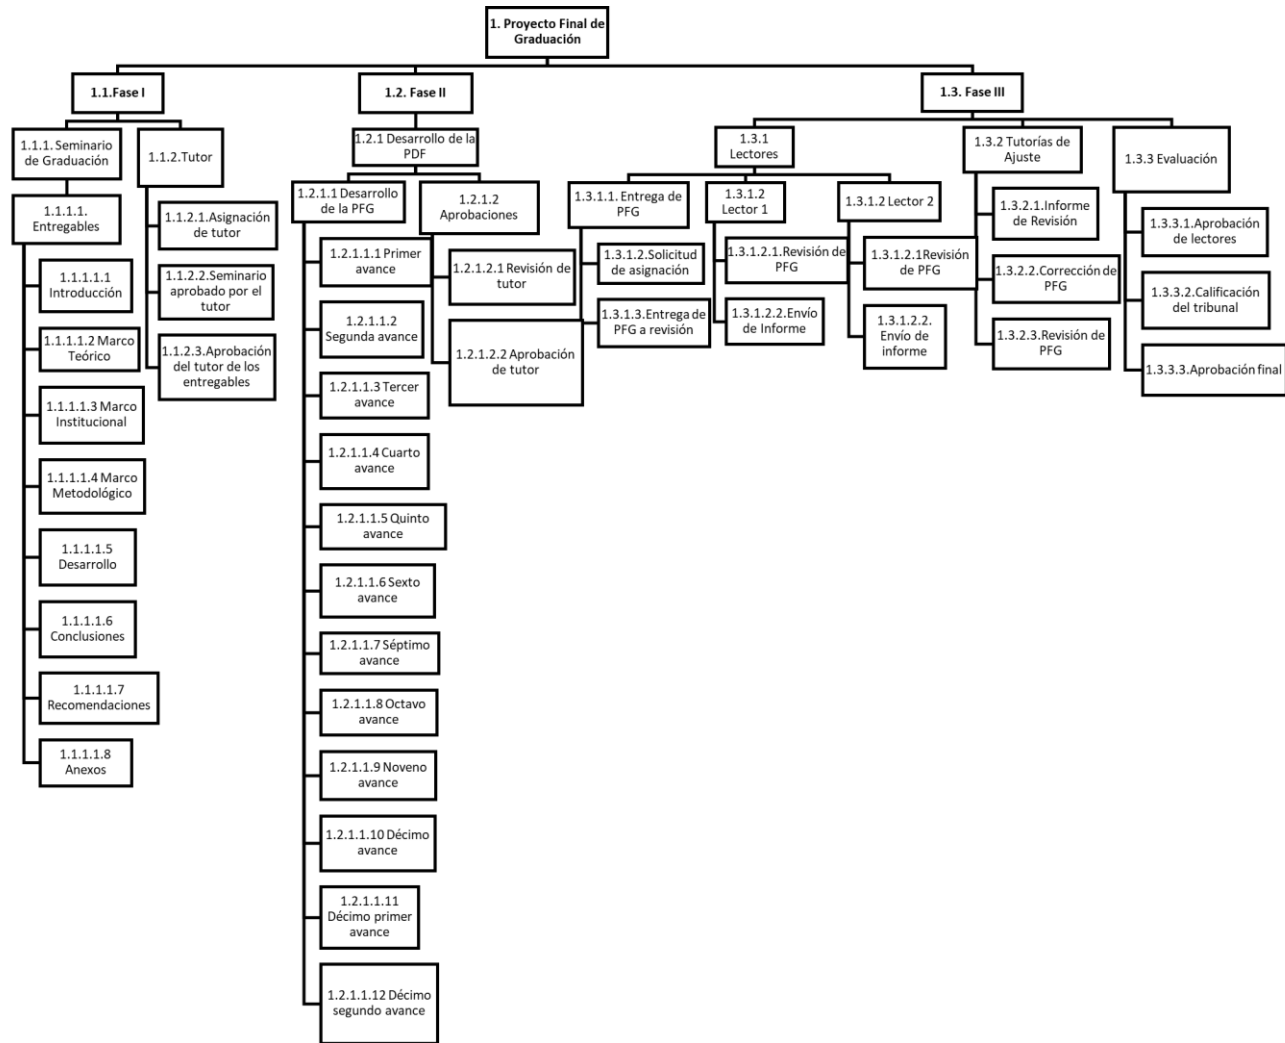 1. Proyecto Final de
Graduación
1.1.Fase I
1.2. Fase II
1.3. Fase III
1.1.1. Seminario
de Graduación
1.1.2.Tutor
1.1.1.1.
Entregables
1.1.1.1.1
Introducción
1.1.1.1.2 Marco
Teórico
1.1.1.1.3 Marco
Institucional
1.1.1.1.4 Marco
Metodológico
1.1.1.1.5
Desarrollo
1.1.1.1.6
Conclusiones
1.1.1.1.7
Recomendaciones
1.1.1.1.8
Anexos
1.1.2.1.Asignación
de tutor
1.1.2.2.Seminario
aprobado por el
tutor
1.1.2.3.Aprobación
del tutor de los
entregables
1.2.1 Desarrollo de la
PDF
1.2.1.1 Desarrollo
de la PFG
1.2.1.2
Aprobaciones
1.2.1.1.1 Primer
avance
1.2.1.1.2
Segunda avance
1.2.1.1.3 Tercer
avance
1.2.1.1.4 Cuarto
avance
1.2.1.1.5 Quinto
avance
1.2.1.1.6 Sexto
avance
1.2.1.1.7 Séptimo
avance
1.2.1.1.8 Octavo
avance
1.2.1.1.9 Noveno
avance
1.2.1.1.10 Décimo
avance
1.2.1.1.11
Décimo primer
avance
1.2.1.1.12 Décimo
segundo avance
1.2.1.2.1 Revisión de
tutor
1.2.1.2.2 Aprobación
de tutor
1.3.1
Lectores
1.3.2 Tutorías de
Ajuste
1.3.3 Evaluación
1.3.1.1. Entrega de
PFG
1.3.1.2
Lector 1
1.3.1.2 Lector 2
1.3.1.2.Solicitud
de asignación
1.3.1.3.Entrega de
PFG a revisión
1.3.1.2.1.Revisión
de PFG
1.3.1.2.2.Envío
de Informe
1.3.1.2.1Revisión
de PFG
1.3.1.2.2.
Envío de
informe
1.3.2.1.Informe
de Revisión
1.3.2.2.Corrección de
PFG
1.3.2.3.Revisión de
PFG
1.3.3.1.Aprobación
de lectores
1.3.3.2.Calificación
del tribunal
1.3.3.3.Aprobación final